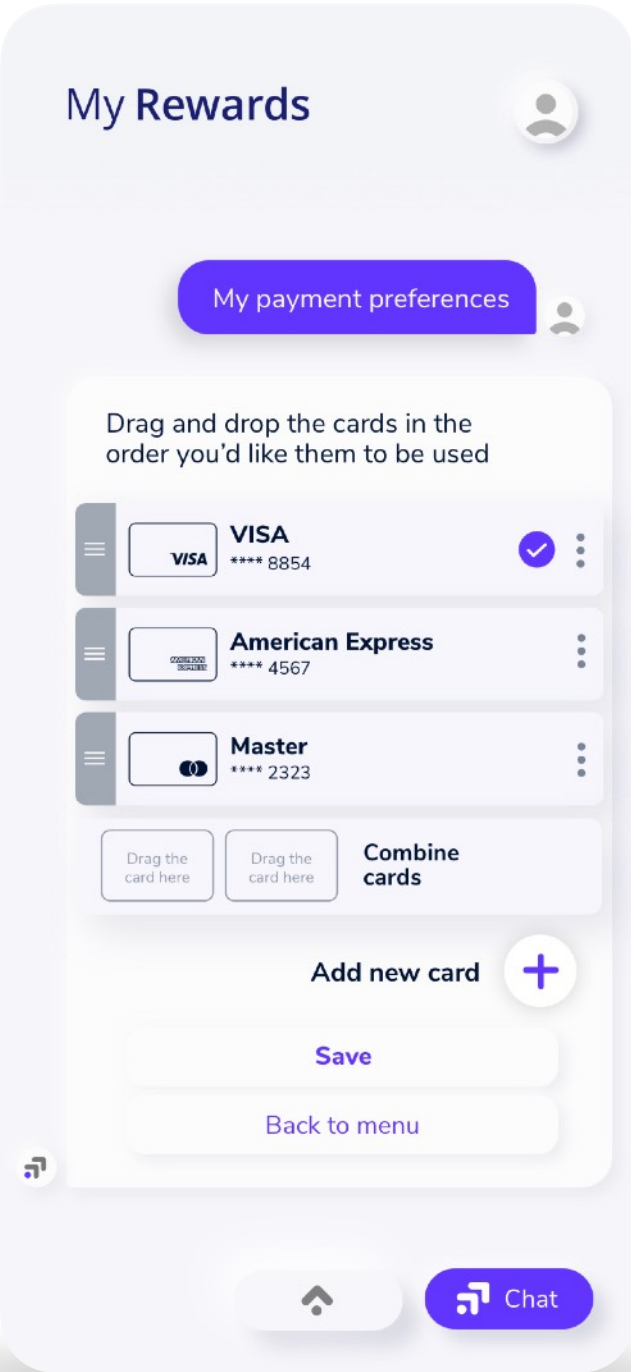 My Rewards
My payment preferences
Drag and drop the cards in the
order you’d like them to be used
VISA
VISA
**** 8854
AMERICAN
EXPRESS
American Express
**** 4567
Master
**** 2323
Drag the
card here
Drag the
card here
Combine
cards
Add new card
Save
Back to menu
Chat